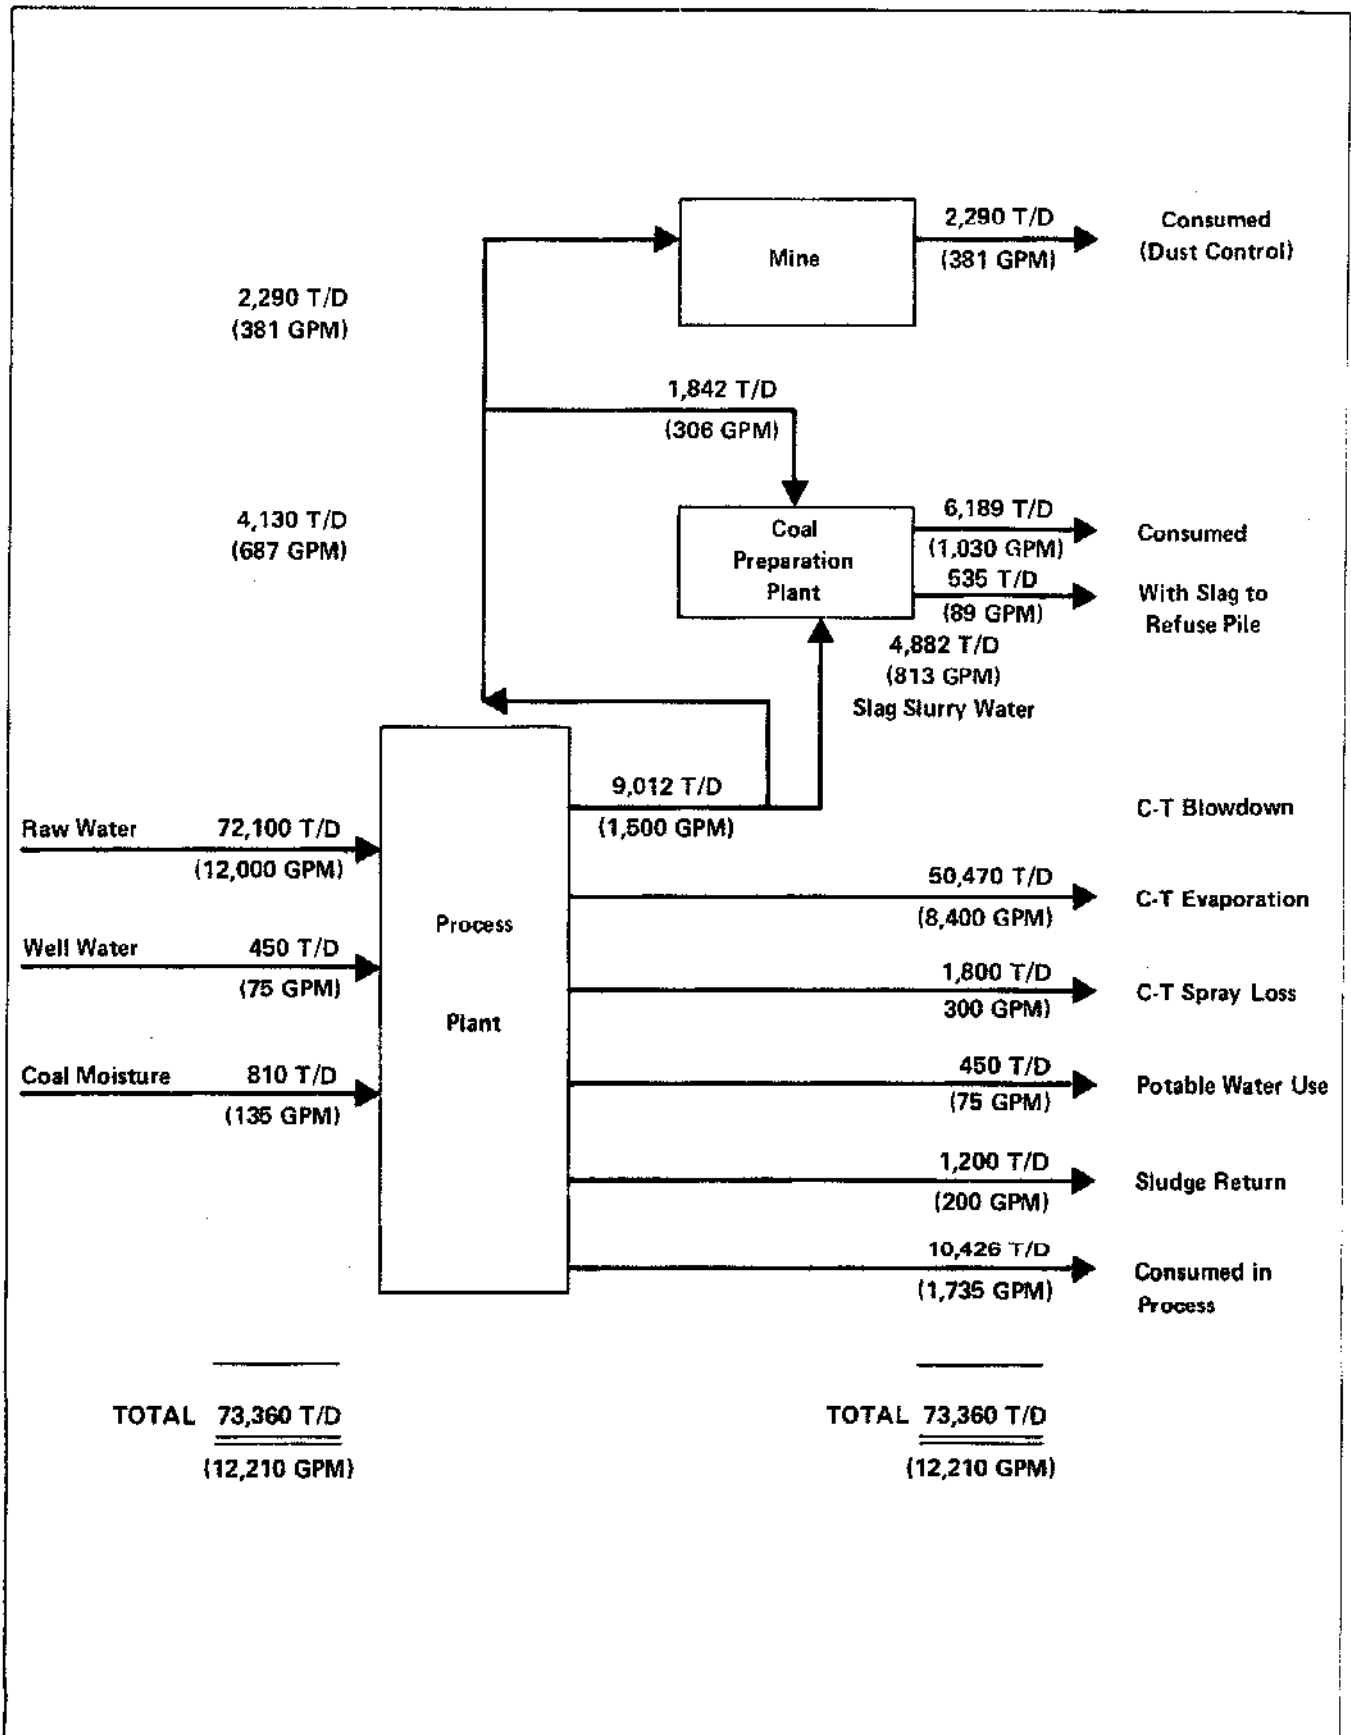 2,290 T/D
(381 GPM)
Mine
2,290 T/D
(381 GPM)
Consumed
(Dust Control)
1,842 T/D
(306 GPM)
4,130 T/D
(687 GPM)
Coal
Preparation
Plant
6,189 T/D
(1,030 GPM)
Consumed
535 T/D
(89 GPM)
With Slag to
Refuse Pile
4,882 T/D
(813 GPM)
Slag Slurry Water
9,012 T/D
(1,500 GPM)
C-T Blowdown
Raw Water
72,100 T/D
(12,000 GPM)
Well Water
450 T/D
(75 GPM)
Coal Moisture
810 T/D
(135 GPM)
Process
Plant
50,470 T/D
(8,400 GPM)
C-T Evaporation
1,800 T/D
300 GPM)
C-T Spray Loss
450 T/D
(75 GPM)
Potable Water Use
1,200 T/D
(200 GPM)
Sludge Return
10,426 T/D
(1,735 GPM)
Consumed in
Process
TOTAL 73,360 T/D
(12,210 GPM)
TOTAL 73,360 T/D
(12,210 GPM)